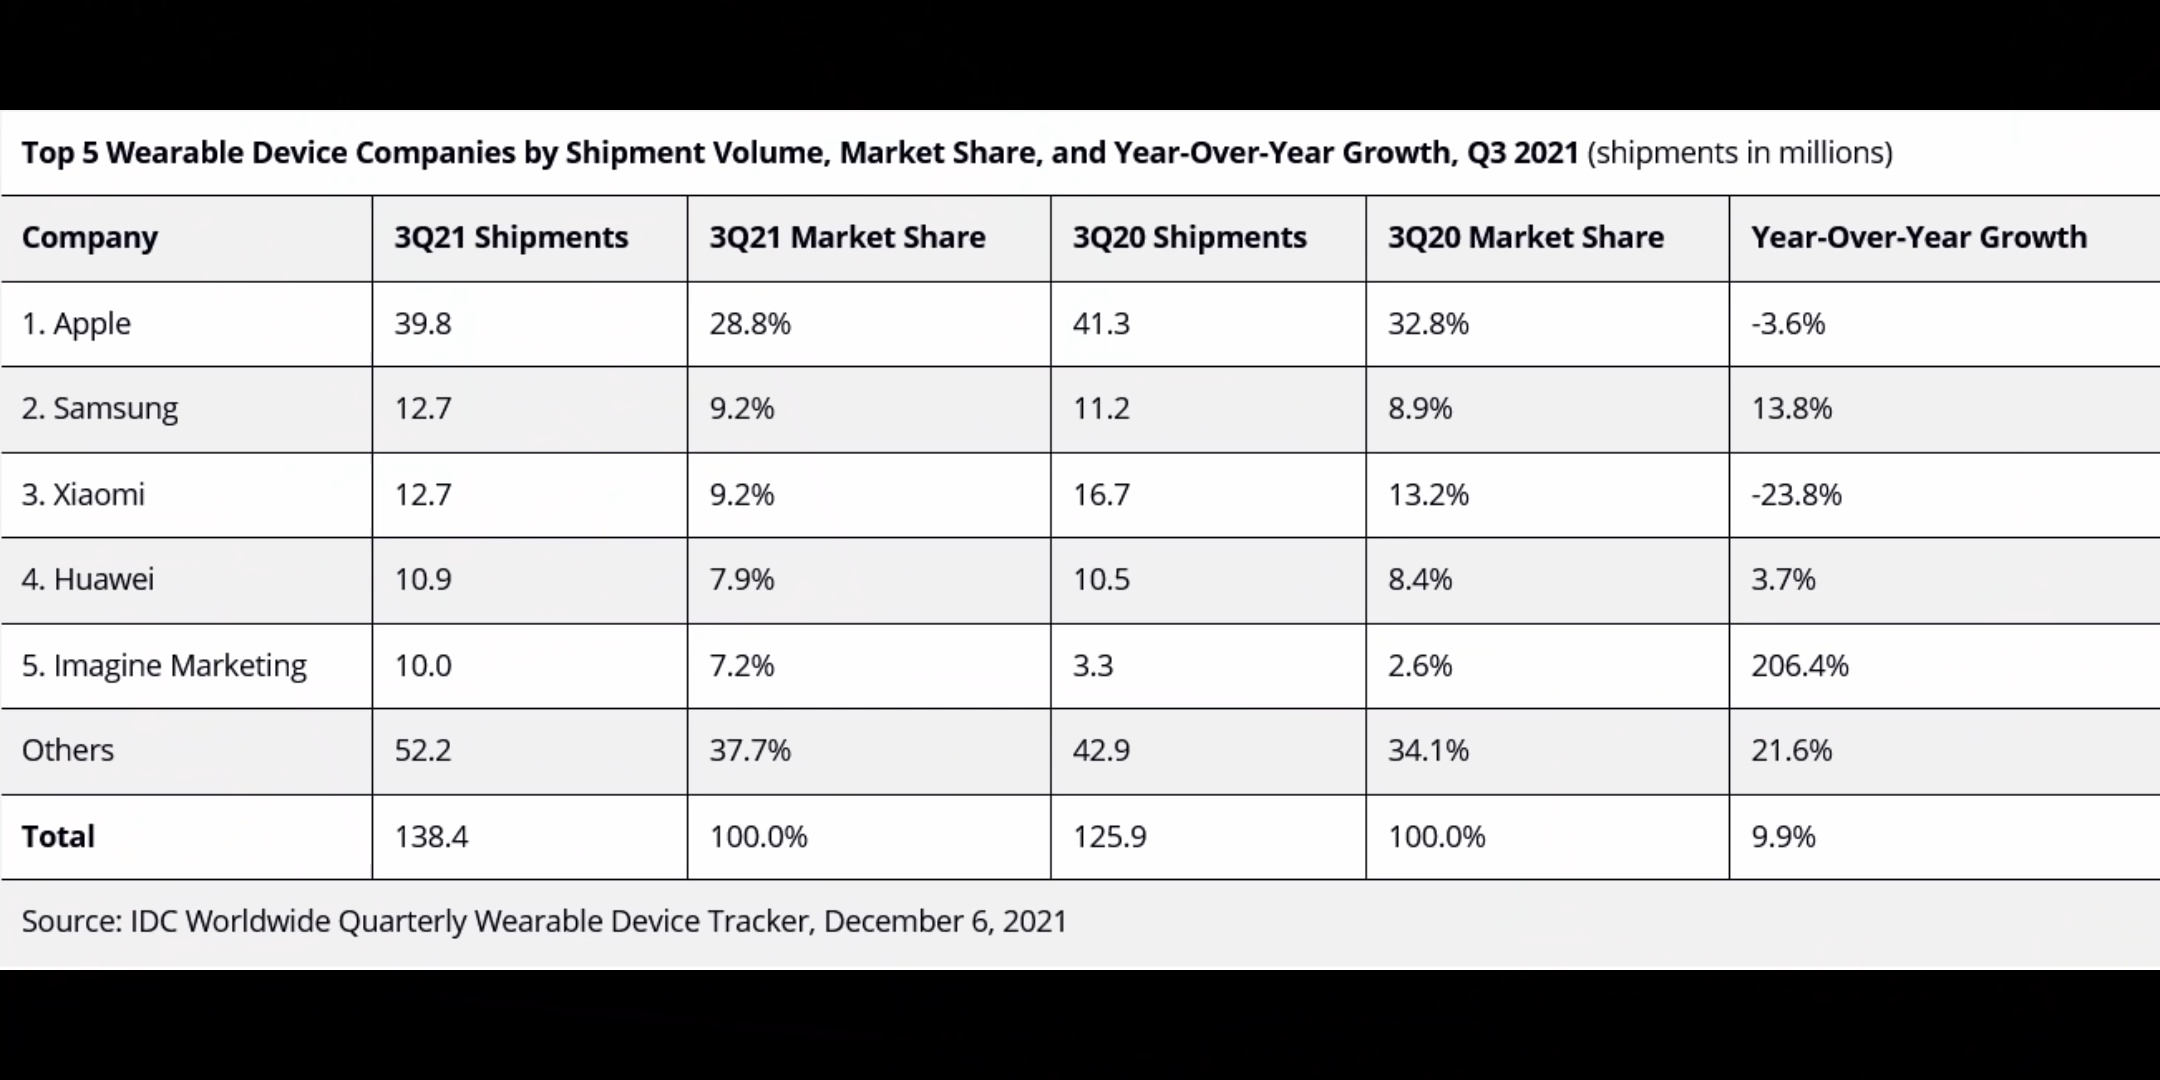 Top 5 Wearable Device Companies by Shipment Volume, Market Share, and Year-Over-Year Growth, Q3 2021 (shipments in millions)
Company 3Q21 Shipments 3Q21 Market Share 3Q20 Shipments 3Q20 Market Share Year-Over-Year Growth
1. Apple 39.8 28.8% 41.3 32.8% -3.6%
2. Samsung 12.7 9.2% 11.2 8.9% 13.8%
3. Xiaomi 12.7 9.2% 16.7 13.2% -23.8%
4. Huawei 10.9 7.9% 10.5 8.4% 3.7%
5. Imagine Marketing 10.0 7.2% 3.3 2.6% 206.4%
Others 52.2 37.7% 42.9 34.1% 21.6%
Total 138.4 100.0% 125.9 100.0% 9.9%
Source: IDC Worldwide Quarterly Wearable Device Tracker, December 6, 2021